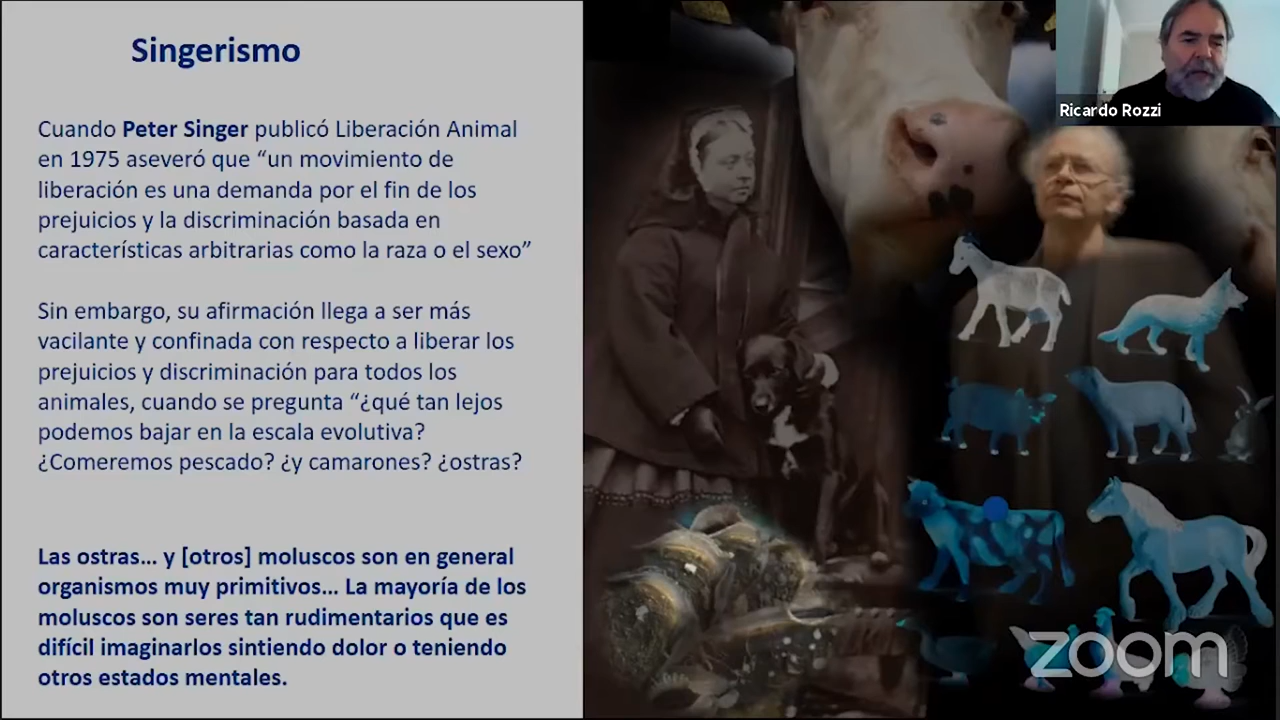 Singerismo
Cuando Peter Singer publicó Liberación Animal
en 1975 aseveró que “un movimiento de
liberación es una demanda por el fin de los
prejuicios y la discriminación basada en
características arbitrarias como la raza o el sexo”
Sin embargo, su afirmación llega a ser más
vacilante y confinada con respecto a liberar los
prejuicios y discriminación para todos los
animales, cuando se pregunta “¿qué tan lejos
podemos bajar en la escala evolutiva?
¿Comeremos pescado? ¿y camarones? ¿ostras?
Las ostras… y [otros] moluscos son en general
organismos muy primitivos… La mayoría de los
moluscos son seres tan rudimentarios que es
difícil imaginarlos sintiendo dolor o teniendo
otros estados mentales.
Ricardo Rozzi
zoom